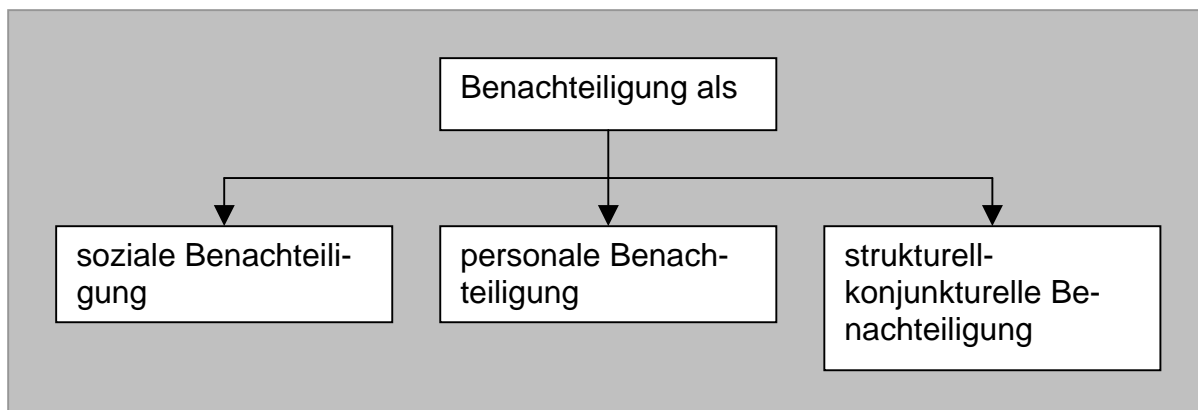 Benachteiligung als
soziale Benachteili-
gung
personale Benach-
teiligung
strukturell-
konjunkturelle Be-
nachteiligung